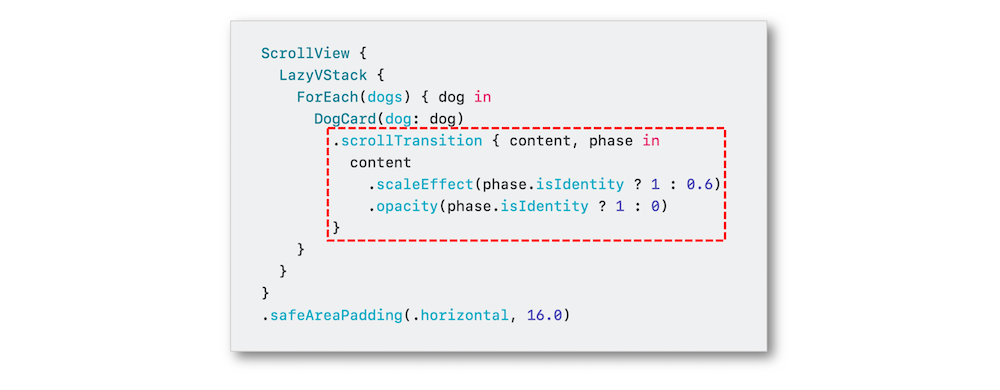 ScrollView {
  LazyVStack {
    ForEach(dogs) { dog in
      DogCard(dog: dog)
        .scrollTransition { content, phase in
          content
            .scaleEffect(phase.isIdentity ? 1 : 0.6)
            .opacity(phase.isIdentity ? 1 : 0)
        }
    }
  }
}
.safeAreaPadding(.horizontal, 16.0)